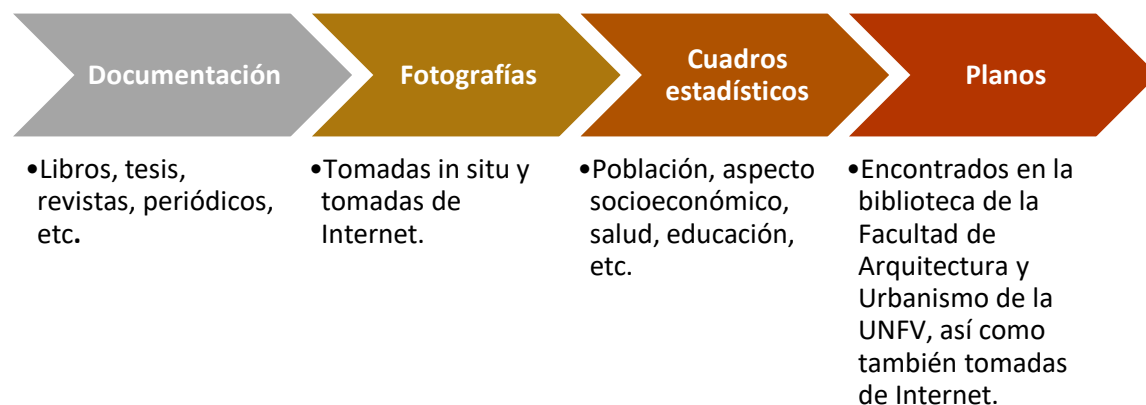 Documentación
•Libros, tesis,
revistas, periódicos,
etc.
Fotografías
•Tomadas in situ y
tomadas de
Internet.
Cuadros
estadísticos
•Población, aspecto
socioeconómico,
salud, educación,
etc.
Planos
•Encontrados en la
biblioteca de la
Facultad de
Arquitectura y
Urbanismo de la
UNFV, así como
también tomadas
de Internet.